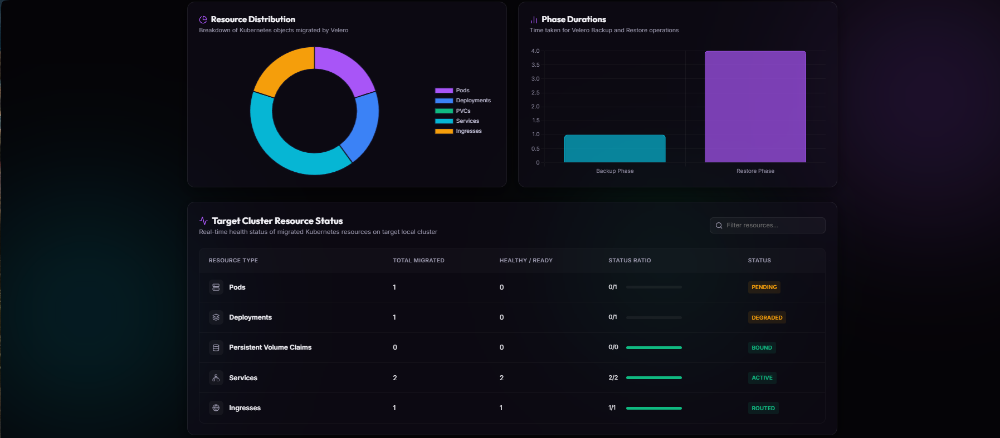 Resource Distribution
Breakdown of Kubernetes objects migrated by Velero
Pods
Deployments
PVCs
Services
Ingresses
Phase Durations
Time taken for Velero Backup and Restore operations
4.0
3.5
3.0
2.5
2.0
1.5
1.0
0.5
0
Backup Phase
Restore Phase
Target Cluster Resource Status
Real-time health status of migrated Kubernetes resources on target local cluster
Filter resources...
RESOURCE TYPE TOTAL MIGRATED HEALTHY / READY STATUS RATIO STATUS
Pods 1 0 0/1 PENDING
Deployments 1 0 0/1 DEGRADED
Persistent Volume Claims 0 0 0/0 BOUND
Services 2 2 2/2 ACTIVE
Ingresses 1 1 1/1 ROUTED